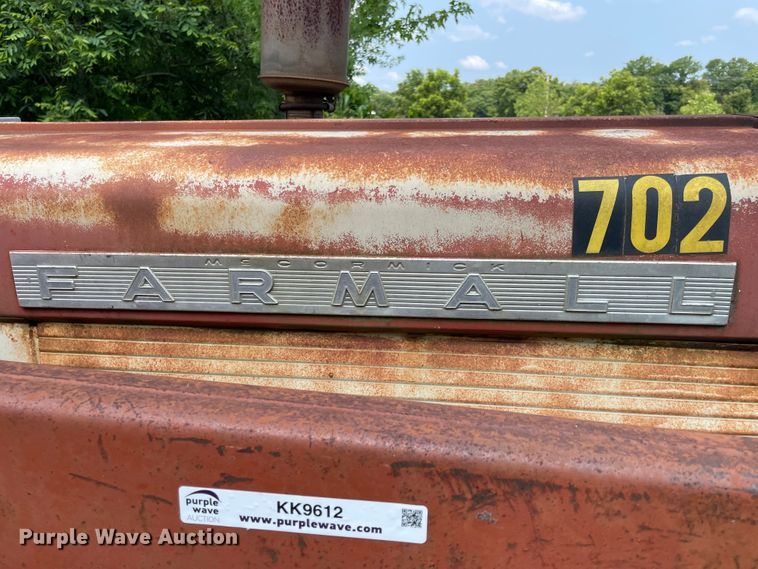 702
McCORMICK
FARMALL
purple wave AUCTION
KK9612
www.purplewave.com
Purple Wave Auction